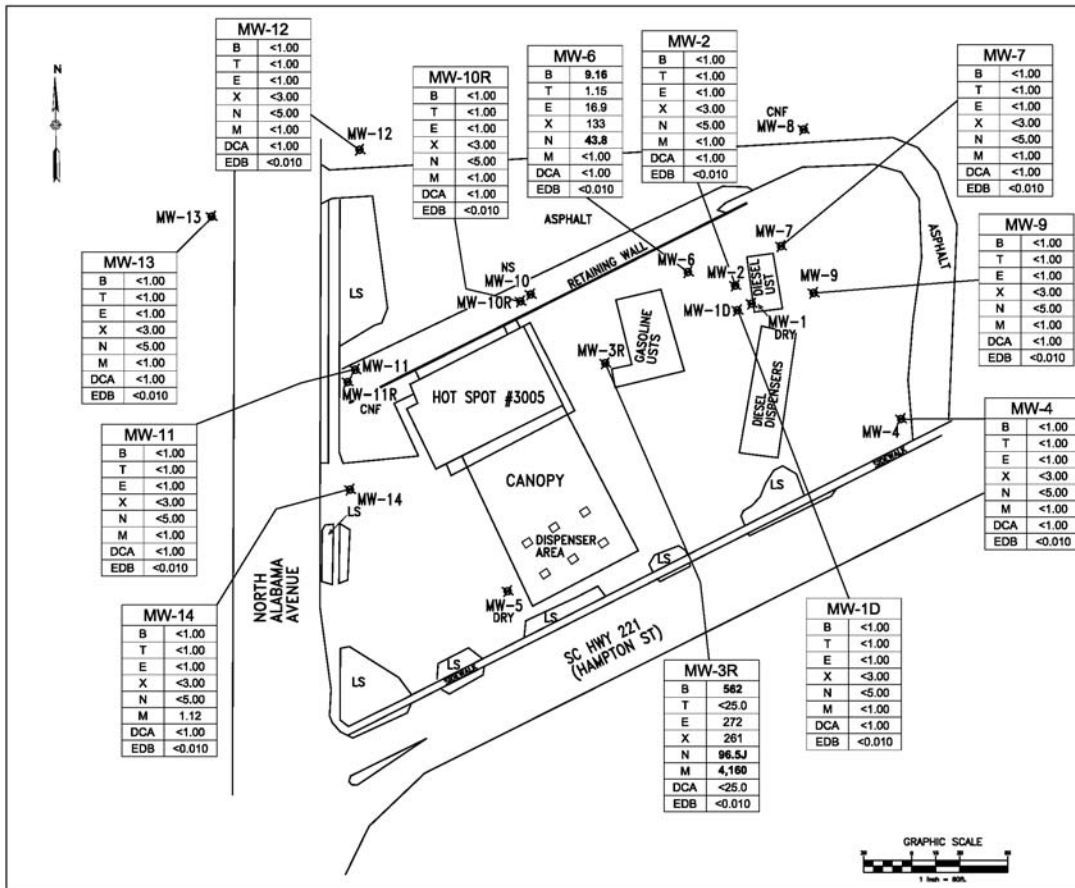 MW-12
B <1.00
T <1.00
E <1.00
X <3.00
N <5.00
M <1.00
DCA <1.00
EDB <0.010
MW-10R
B <1.00
T <1.00
E <1.00
X <3.00
N <5.00
M <1.00
DCA <1.00
EDB <0.010
MW-6
B 9.16
T 1.15
E 16.9
X 133
N 43.8
M <1.00
DCA <1.00
EDB <0.010
MW-2
B <1.00
T <1.00
E <1.00
X <3.00
N <5.00
M <1.00
DCA <1.00
EDB <0.010
MW-7
B <1.00
T <1.00
E <1.00
X <3.00
N <5.00
M <1.00
DCA <1.00
EDB <0.010
N
MW-12
CNF
MW-8
MW-13
ASPHALT
ASPHALT
MW-9
B <1.00
T <1.00
E <1.00
X <3.00
N <5.00
M <1.00
DCA <1.00
EDB <0.010
MW-13
B <1.00
T <1.00
E <1.00
X <3.00
N <5.00
M <1.00
DCA <1.00
EDB <0.010
LS
NS
MW-10
MW-10R
RETAINING WALL
MW-6
MW-7
MW-2
DIESEL
UST
MW-9
MW-1D
MW-1
DRY
GASOLINE
USTS
MW-3R
MW-11
MW-11R
CNF
HOT SPOT #3005
DIESEL
DISPENSERS
MW-4
MW-4
B <1.00
T <1.00
E <1.00
X <3.00
N <5.00
M <1.00
DCA <1.00
EDB <0.010
MW-11
B <1.00
T <1.00
E <1.00
X <3.00
N <5.00
M <1.00
DCA <1.00
EDB <0.010
SIDEWALK
LS
MW-14
LS
CANOPY
DISPENSER
AREA
LS
MW-5
DRY
LS
NORTH
ALABAMA
AVENUE
MW-14
B <1.00
T <1.00
E <1.00
X <3.00
N <5.00
M 1.12
DCA <1.00
EDB <0.010
LS
LS
SIDEWALK
SC HWY 221
(HAMPTON ST)
MW-3R
B 562
T <25.0
E 272
X 261
N 96.5J
M 4,160
DCA <25.0
EDB <0.010
MW-1D
B <1.00
T <1.00
E <1.00
X <3.00
N <5.00
M <1.00
DCA <1.00
EDB <0.010
GRAPHIC SCALE